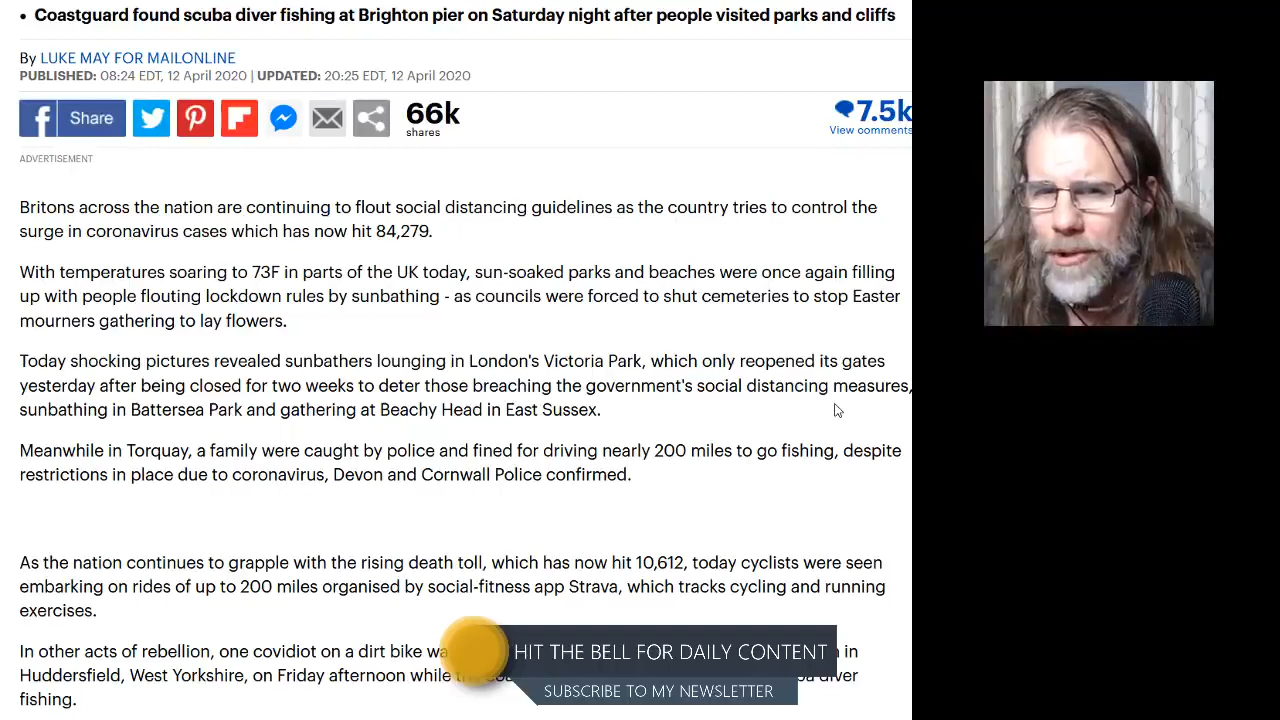 • Coastguard found scuba diver fishing at Brighton pier on Saturday night after people visited parks and cliffs
By LUKE MAY FOR MAILONLINE
PUBLISHED: 08:24 EDT, 12 April 2020 | UPDATED: 20:25 EDT, 12 April 2020
f Share
66k
shares
7.5k
View comments
ADVERTISEMENT
Britons across the nation are continuing to flout social distancing guidelines as the country tries to control the
surge in coronavirus cases which has now hit 84,279.
With temperatures soaring to 73F in parts of the UK today, sun-soaked parks and beaches were once again filling
up with people flouting lockdown rules by sunbathing - as councils were forced to shut cemeteries to stop Easter
mourners gathering to lay flowers.
Today shocking pictures revealed sunbathers lounging in London's Victoria Park, which only reopened its gates
yesterday after being closed for two weeks to deter those breaching the government's social distancing measures,
sunbathing in Battersea Park and gathering at Beachy Head in East Sussex.
Meanwhile in Torquay, a family were caught by police and fined for driving nearly 200 miles to go fishing, despite
restrictions in place due to coronavirus, Devon and Cornwall Police confirmed.
As the nation continues to grapple with the rising death toll, which has now hit 10,612, today cyclists were seen
embarking on rides of up to 200 miles organised by social-fitness app Strava, which tracks cycling and running
exercises.
In other acts of rebellion, one covidiot on a dirt bike in
Huddersfield, West Yorkshire, on Friday afternoon while diver
fishing.
HIT THE BELL FOR DAILY CONTENT
SUBSCRIBE TO MY NEWSLETTER